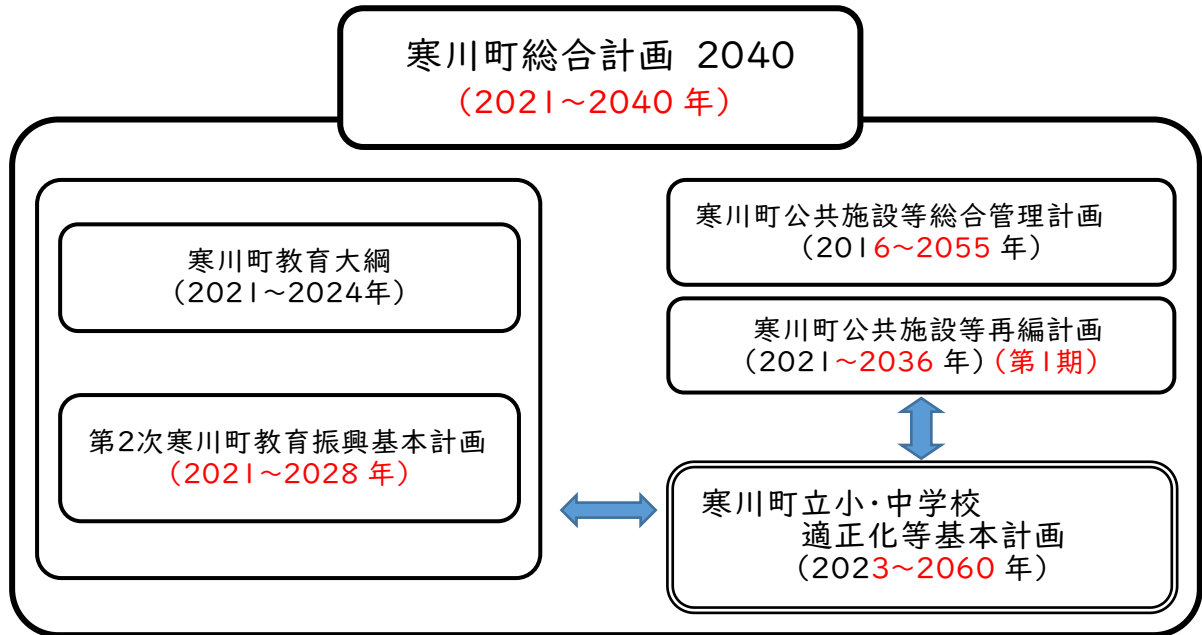 寒川町総合計画 2040
(2021～2040 年)
寒川町教育大綱
(2021～2024年)
第2次寒川町教育振興基本計画
(2021～2028 年)
寒川町公共施設等総合管理計画
(2016～2055 年)
寒川町公共施設等再編計画
(2021～2036 年)(第1期)
寒川町立小・中学校
適正化等基本計画
(2023～2060 年)